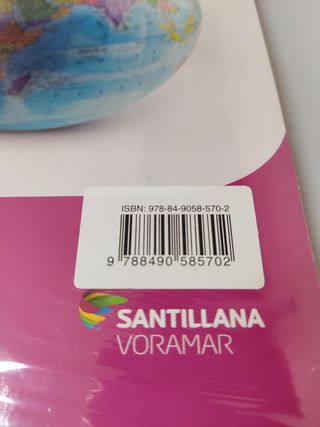 ISBN: 978-84-9058-570-2
9 788490 585702
SANTILLANA
VORAMAR